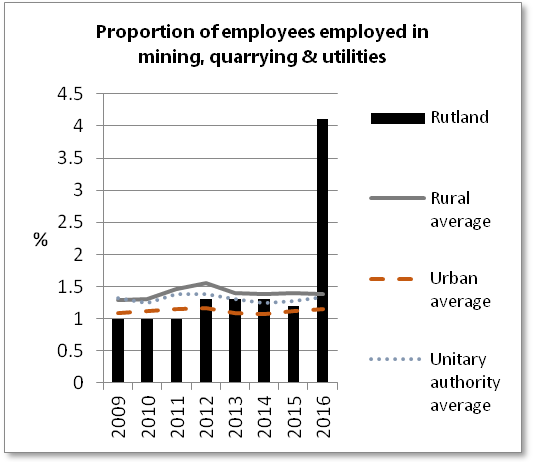 Proportion of employees employed in
mining, quarrying & utilities
4.5
4
3.5
3
2.5
2
1.5
1
0.5
0
%
2009
2010
2011
2012
2013
2014
2015
2016
Rutland
Rural
average
Urban
average
Unitary
authority
average